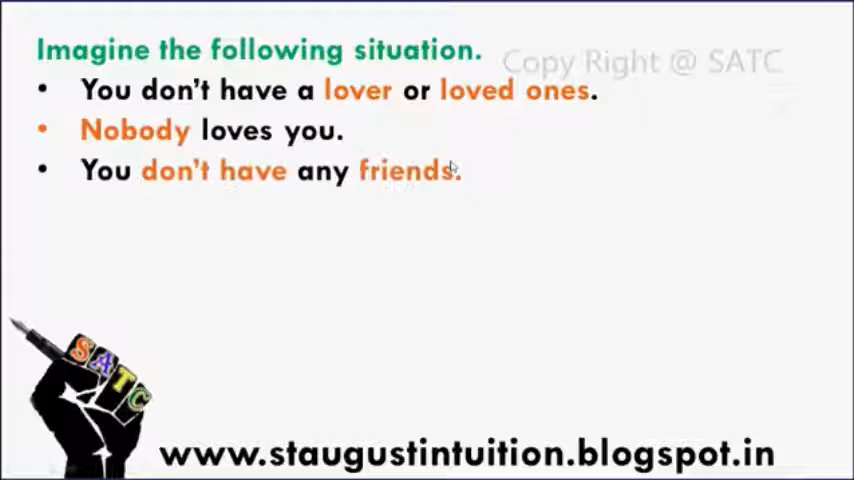 Imagine the following situation.
Copy Right @ SATC
• You don't have a lover or loved ones.
• Nobody loves you.
• You don't have any friends.
SATC
www.staugustintuition.blogspot.in